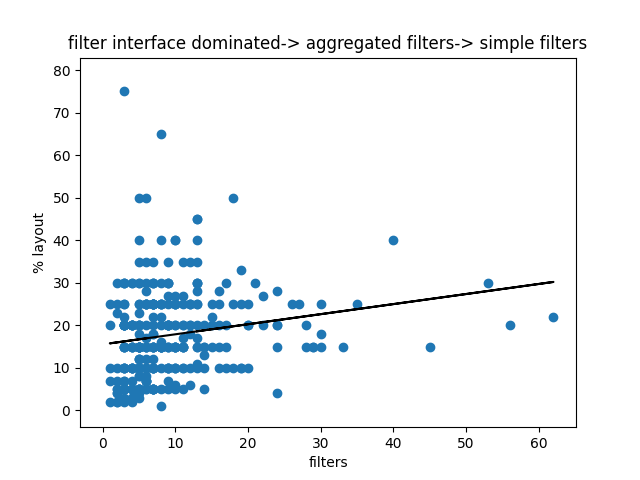 filter interface dominated-> aggregated filters-> simple filters
80
70
60
50
40
30
20
10
0
% layout
0 10 20 30 40 50 60
filters